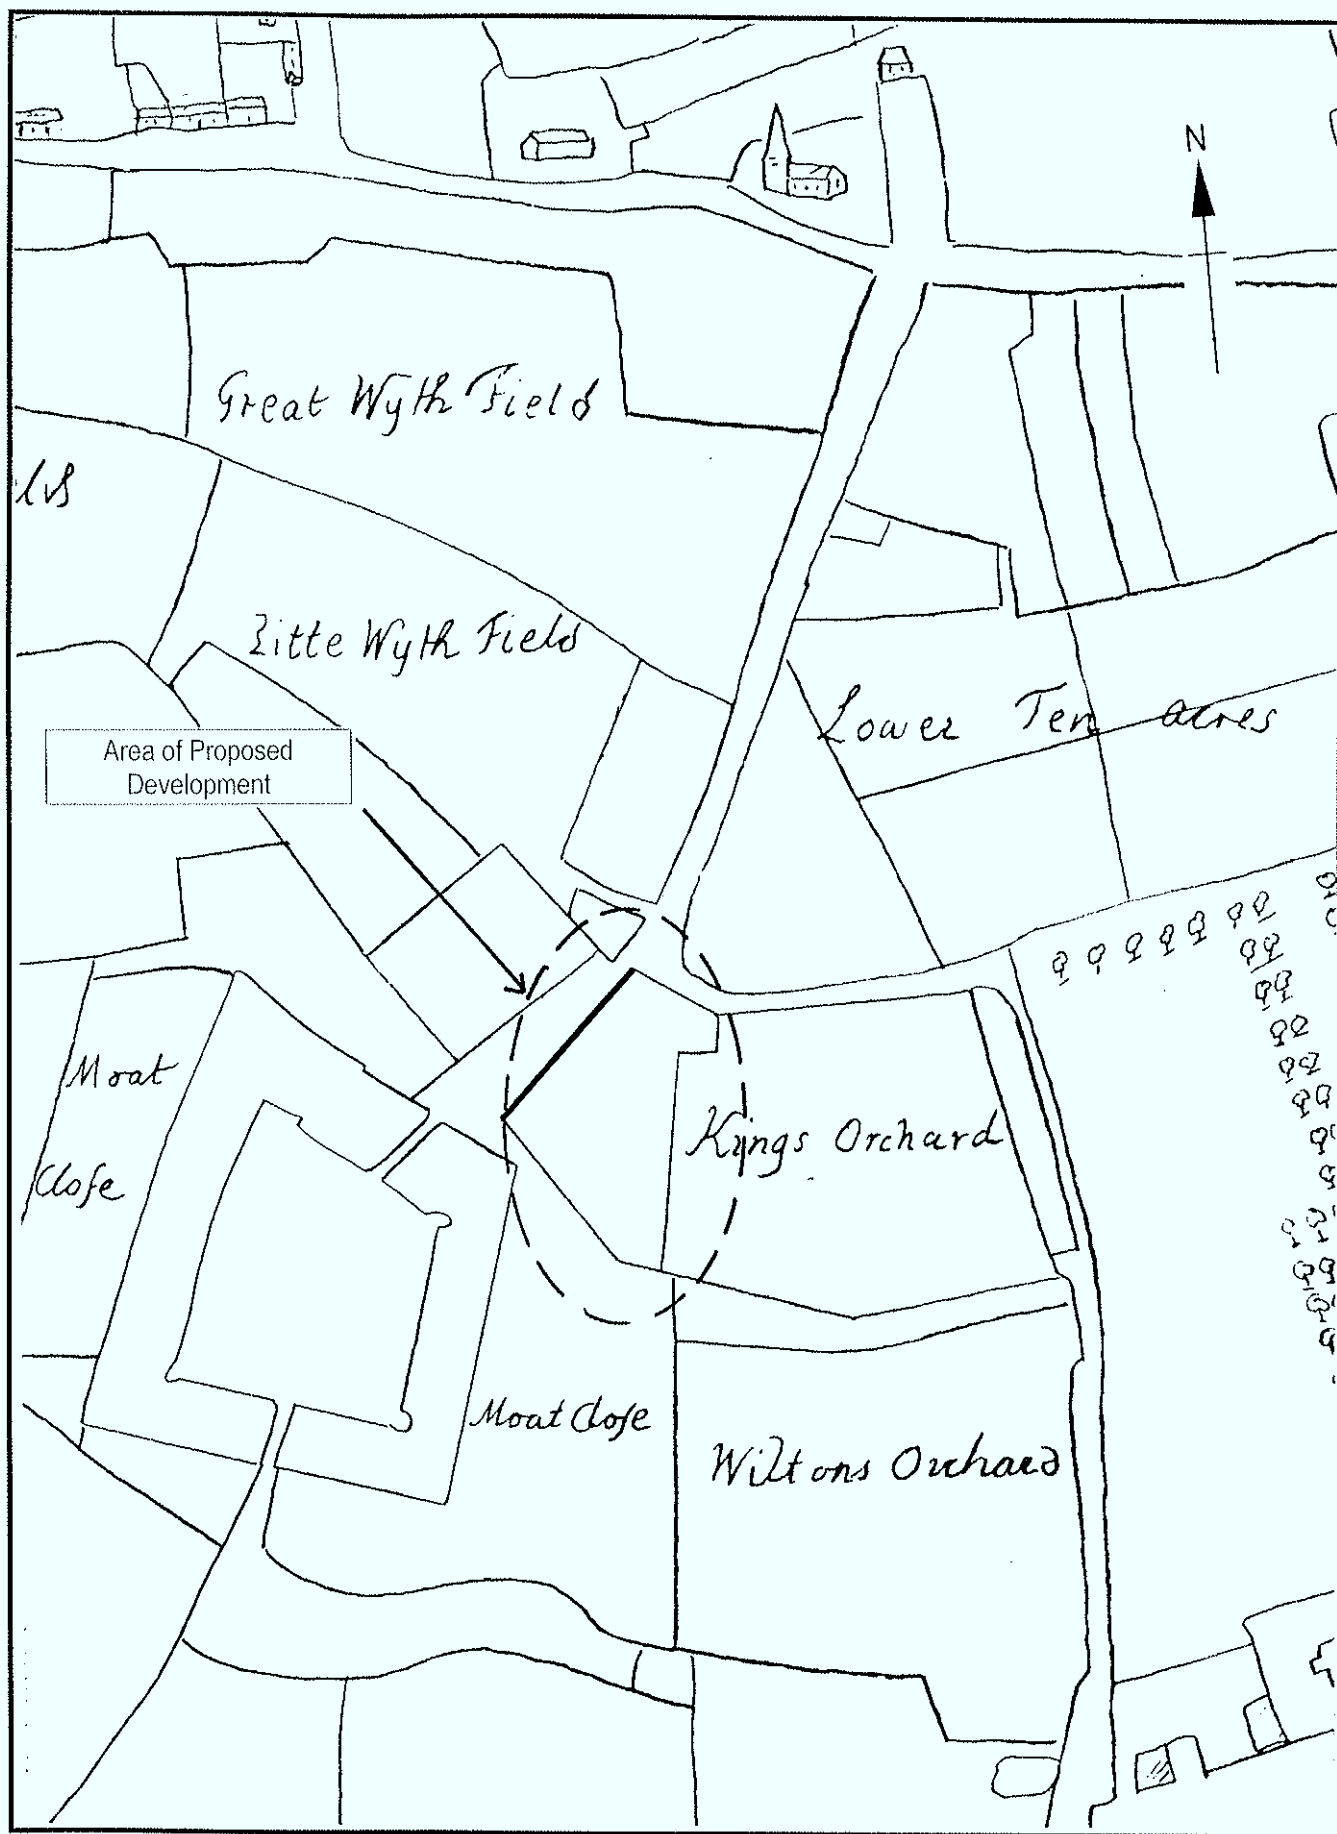 N
Great Wyth Field
lds
Litte Wyth Field
Area of Proposed
Development
Lower Ten acres
Moat
Close
Kings Orchard
Moat Close
Wiltons Orchard